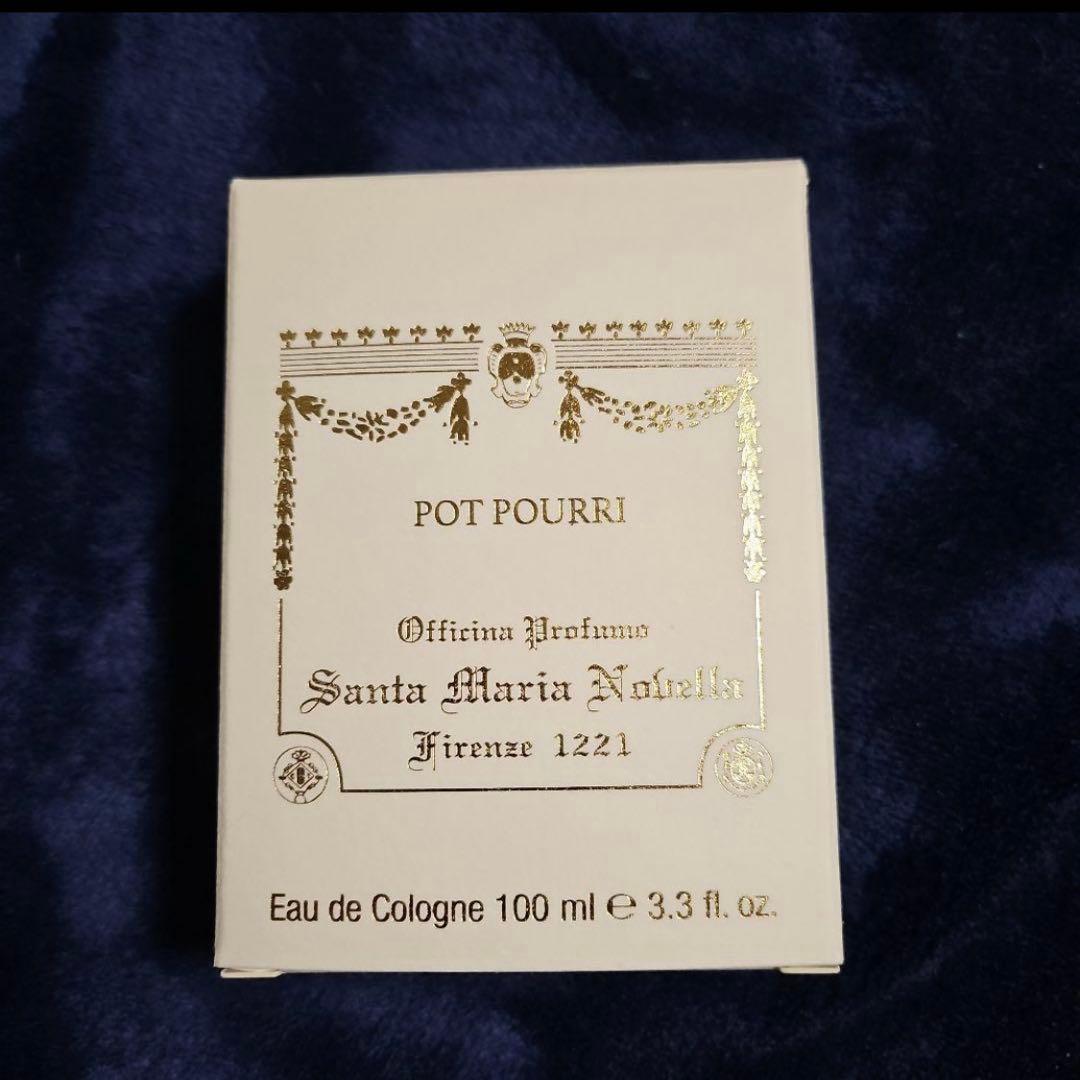 POT POURRI
Officina Profumo
Santa Maria Novella
Firenze 1221
Eau de Cologne 100 ml ℮ 3.3 fl. oz.